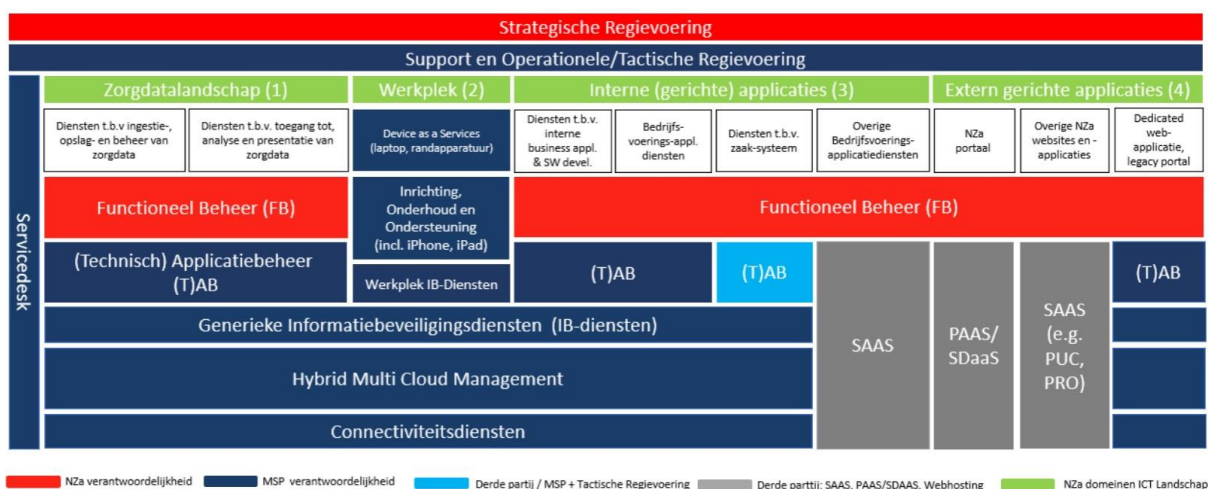 Strategische Regievoering
Support en Operationele/Tactische Regievoering
Servicedesk
Zorgdatalandschap (1)
Werkplek (2)
Interne (gerichte) applicaties (3)
Extern gerichte applicaties (4)
Diensten t.b.v ingestie-,
opslag- en beheer van
zorgdata
Diensten t.b.v. toegang tot,
analyse en presentatie van
zorgdata
Device as a Services
(laptop, randapparatuur)
Diensten t.b.v.
interne
business appl.
& SW devel.
Bedrijfs-
voerings-appl.
diensten
Diensten t.b.v.
zaak-systeem
Overige
Bedrijfsvoerings-
applicatiediensten
NZa
portaal
Overige NZa
websites en -
applicaties
Dedicated
web-
applicatie,
legacy portal
Functioneel Beheer (FB)
Inrichting,
Onderhoud en
Ondersteuning
(incl. iPhone, iPad)
Functioneel Beheer (FB)
(Technisch) Applicatiebeheer
(T)AB
Werkplek IB-Diensten
(T)AB
(T)AB
SAAS
PAAS/
SDaaS
SAAS
(e.g.
PUC,
PRO)
(T)AB
Generieke Informatiebeveiligingsdiensten (IB-diensten)
Hybrid Multi Cloud Management
Connectiviteitsdiensten
NZa verantwoordelijkheid
MSP verantwoordelijkheid
Derde partij / MSP + Tactische Regievoering
Derde parttij: SAAS, PAAS/SDAAS, Webhosting
NZa domeinen ICT Landschap